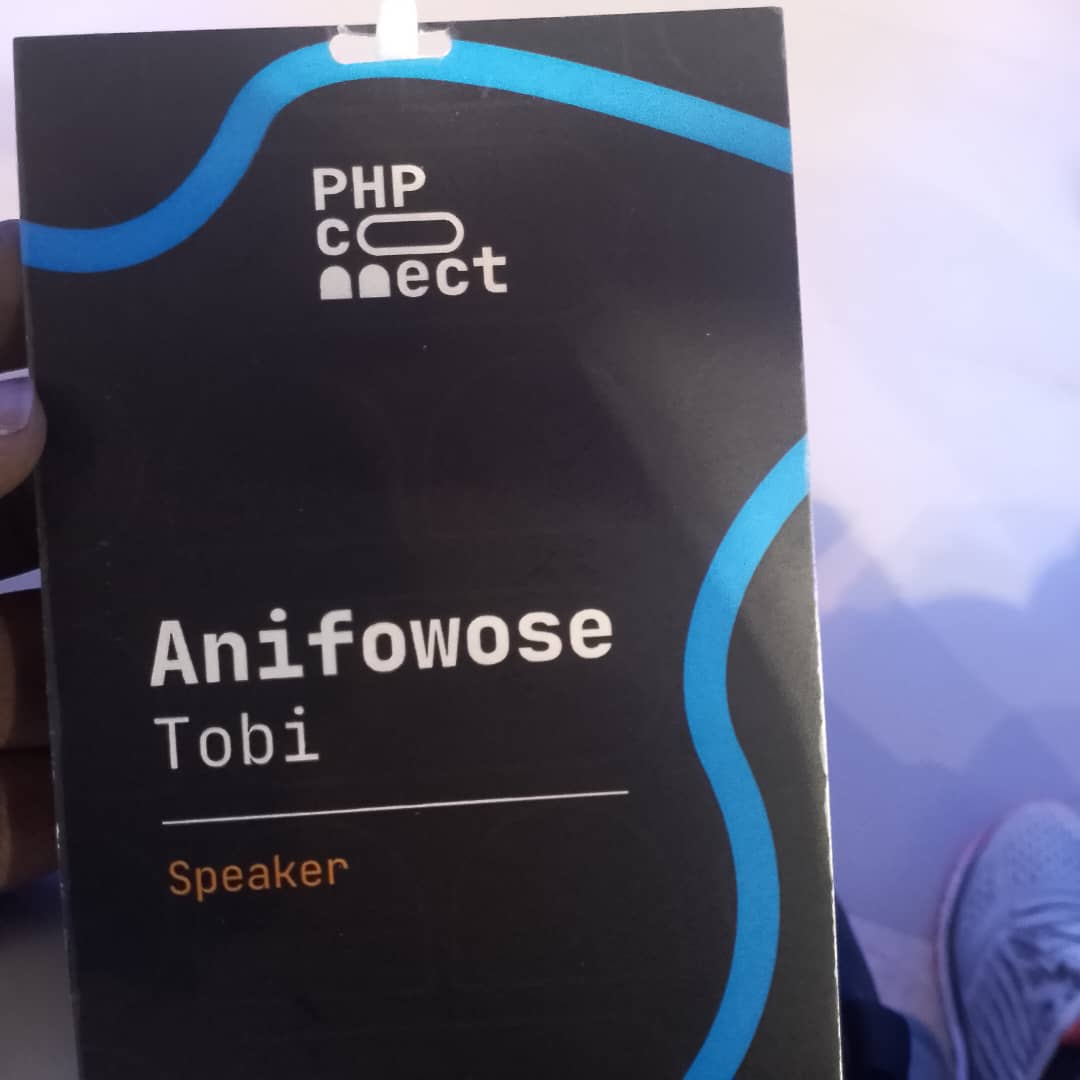 PHP
connect
Anifowose
Tobi
Speaker